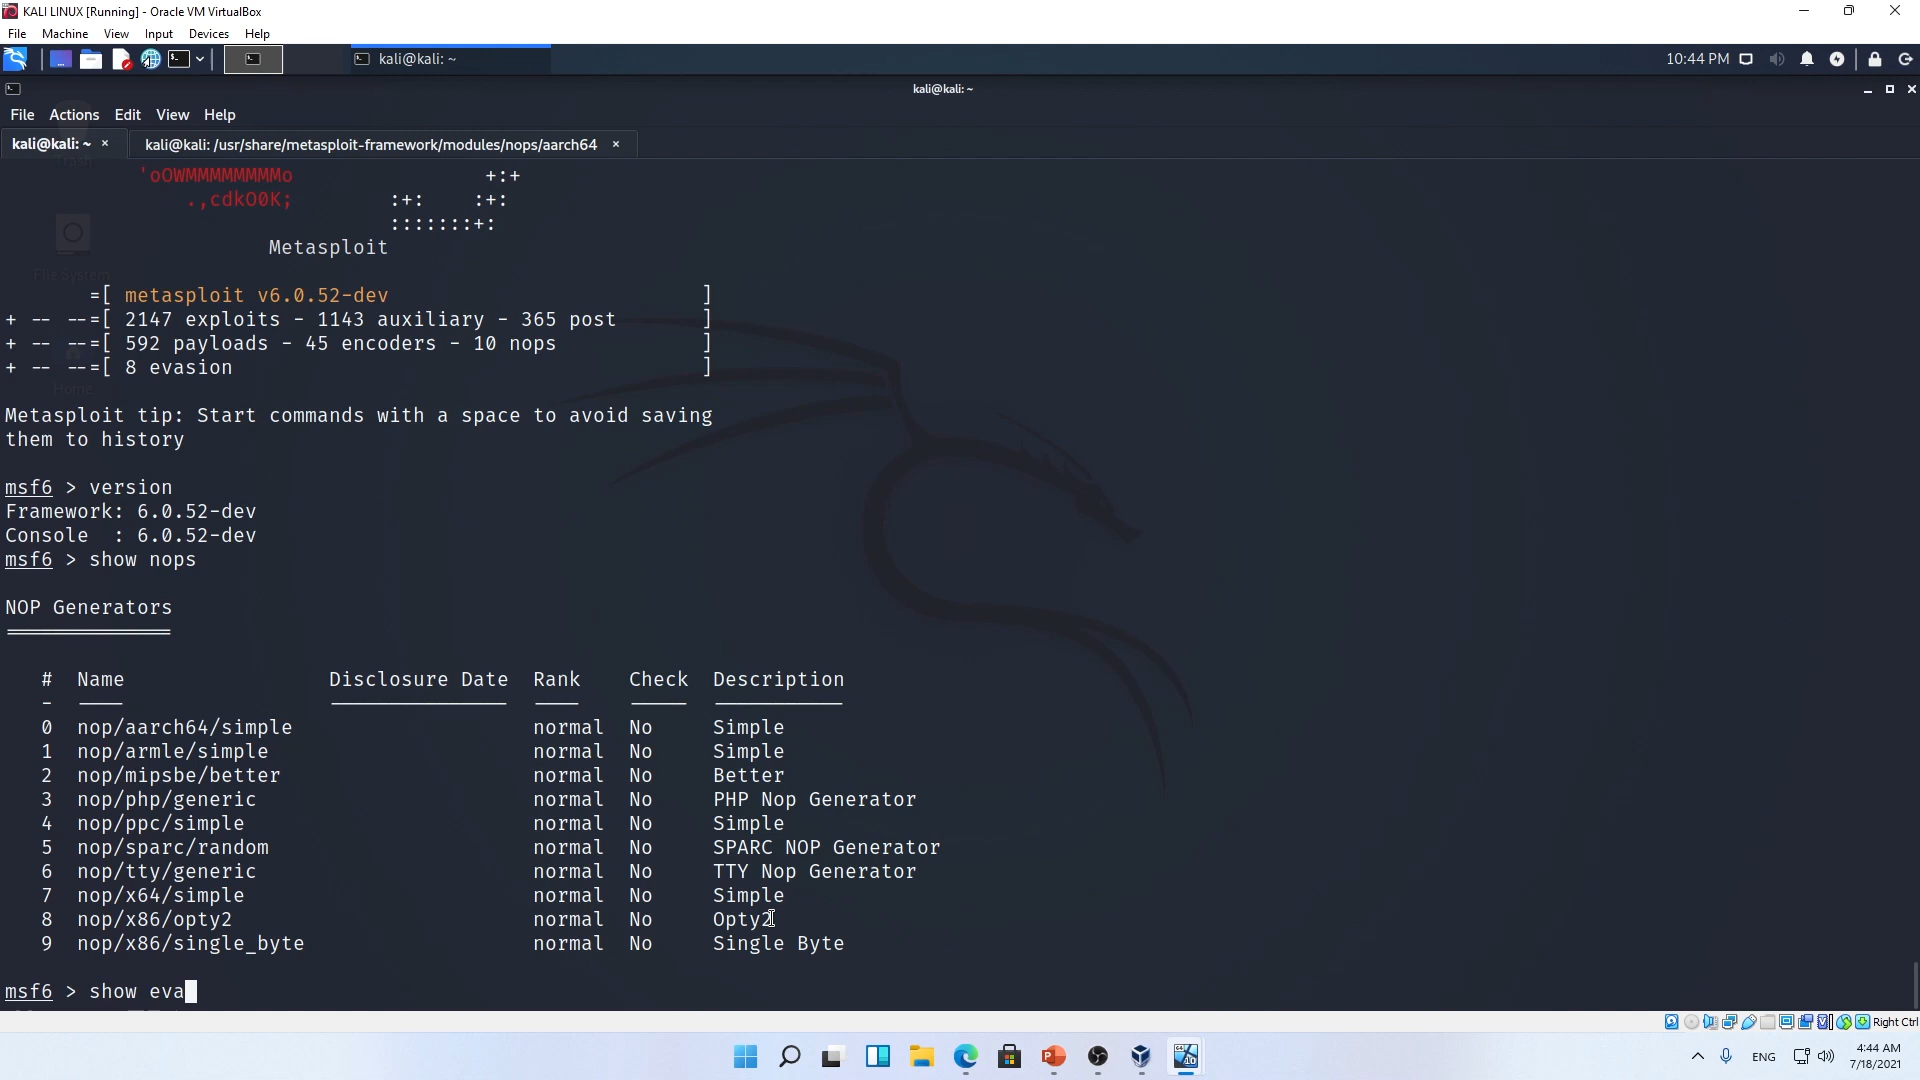 KALI LINUX [Running] - Oracle VM VirtualBox
File Machine View Input Devices Help
kali@kali: ~
10:44 PM
kali@kali: ~
File Actions Edit View Help
kali@kali: ~ × kali@kali: /usr/share/metasploit-framework/modules/nops/aarch64 ×
Trash
'oOWMMMMMMMMo +:+
.,cdkO0K; :+: :+:
:::::::+:
Metasploit
File System
=[ metasploit v6.0.52-dev ]
+ -- --=[ 2147 exploits - 1143 auxiliary - 365 post ]
+ -- --=[ 592 payloads - 45 encoders - 10 nops ]
+ -- --=[ 8 evasion ]
Home
Metasploit tip: Start commands with a space to avoid saving
them to history
msf6 > version
Framework: 6.0.52-dev
Console : 6.0.52-dev
msf6 > show nops
NOP Generators
==============
# Name Disclosure Date Rank Check Description
- ---- --------------- ---- ----- -----------
0 nop/aarch64/simple normal No Simple
1 nop/armle/simple normal No Simple
2 nop/mipsbe/better normal No Better
3 nop/php/generic normal No PHP Nop Generator
4 nop/ppc/simple normal No Simple
5 nop/sparc/random normal No SPARC NOP Generator
6 nop/tty/generic normal No TTY Nop Generator
7 nop/x64/simple normal No Simple
8 nop/x86/opty2 normal No Opty2
9 nop/x86/single_byte normal No Single Byte
msf6 > show eva
Right Ctrl
ENG
4:44 AM
7/18/2021